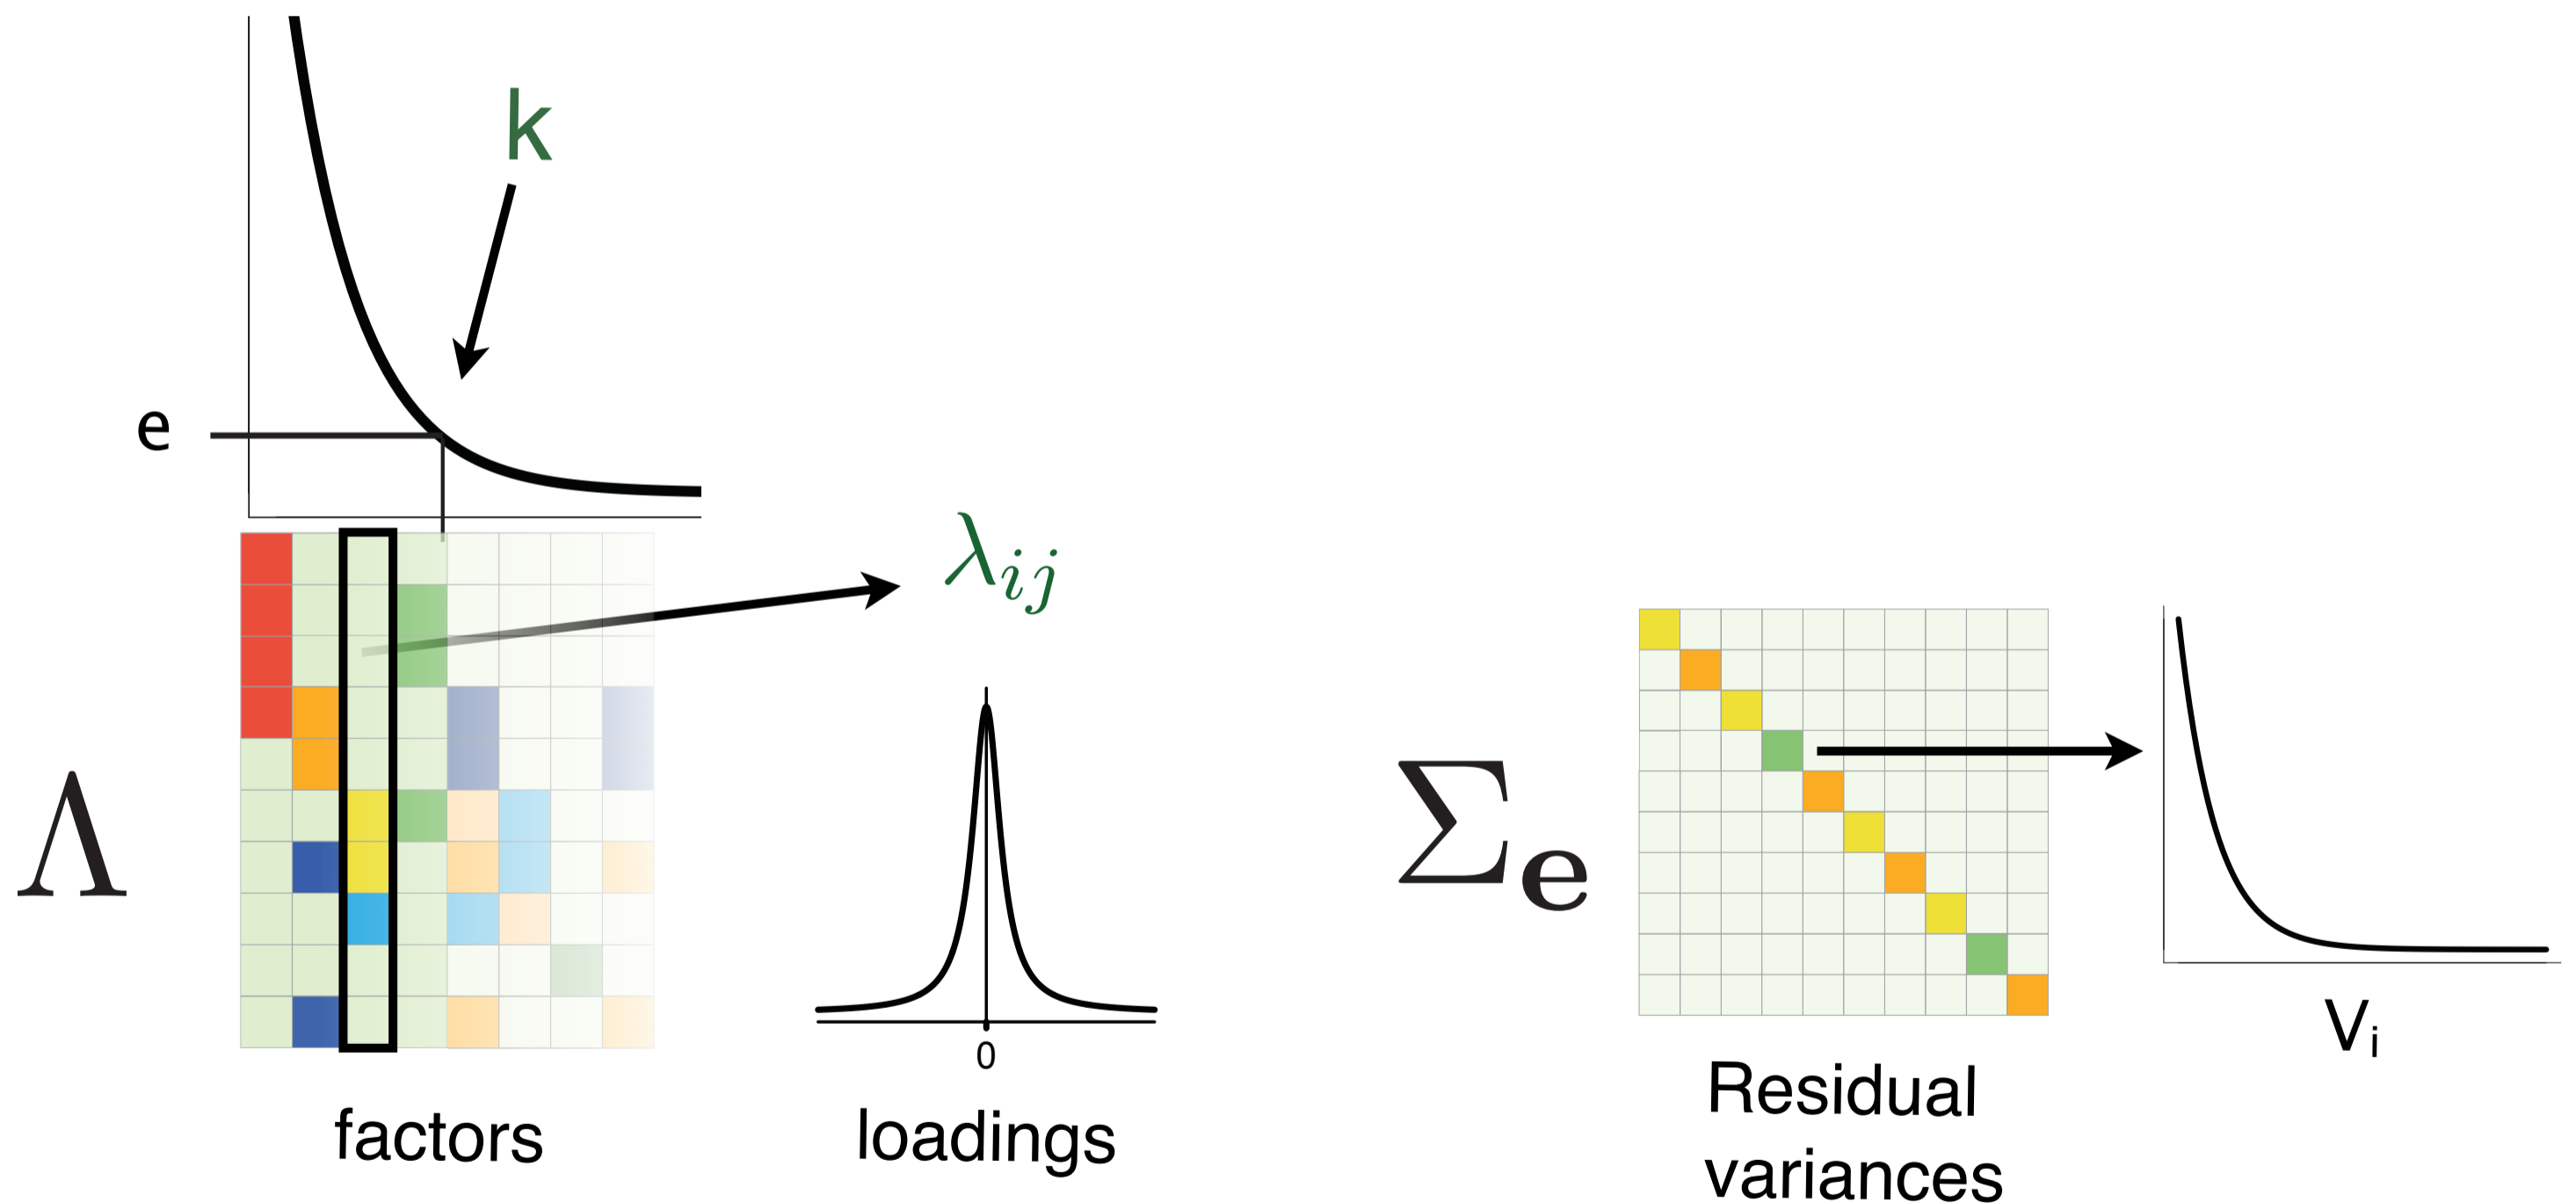 k
e
λij
Λ
0
factors
loadings
Σe
Residual
variances
Vi